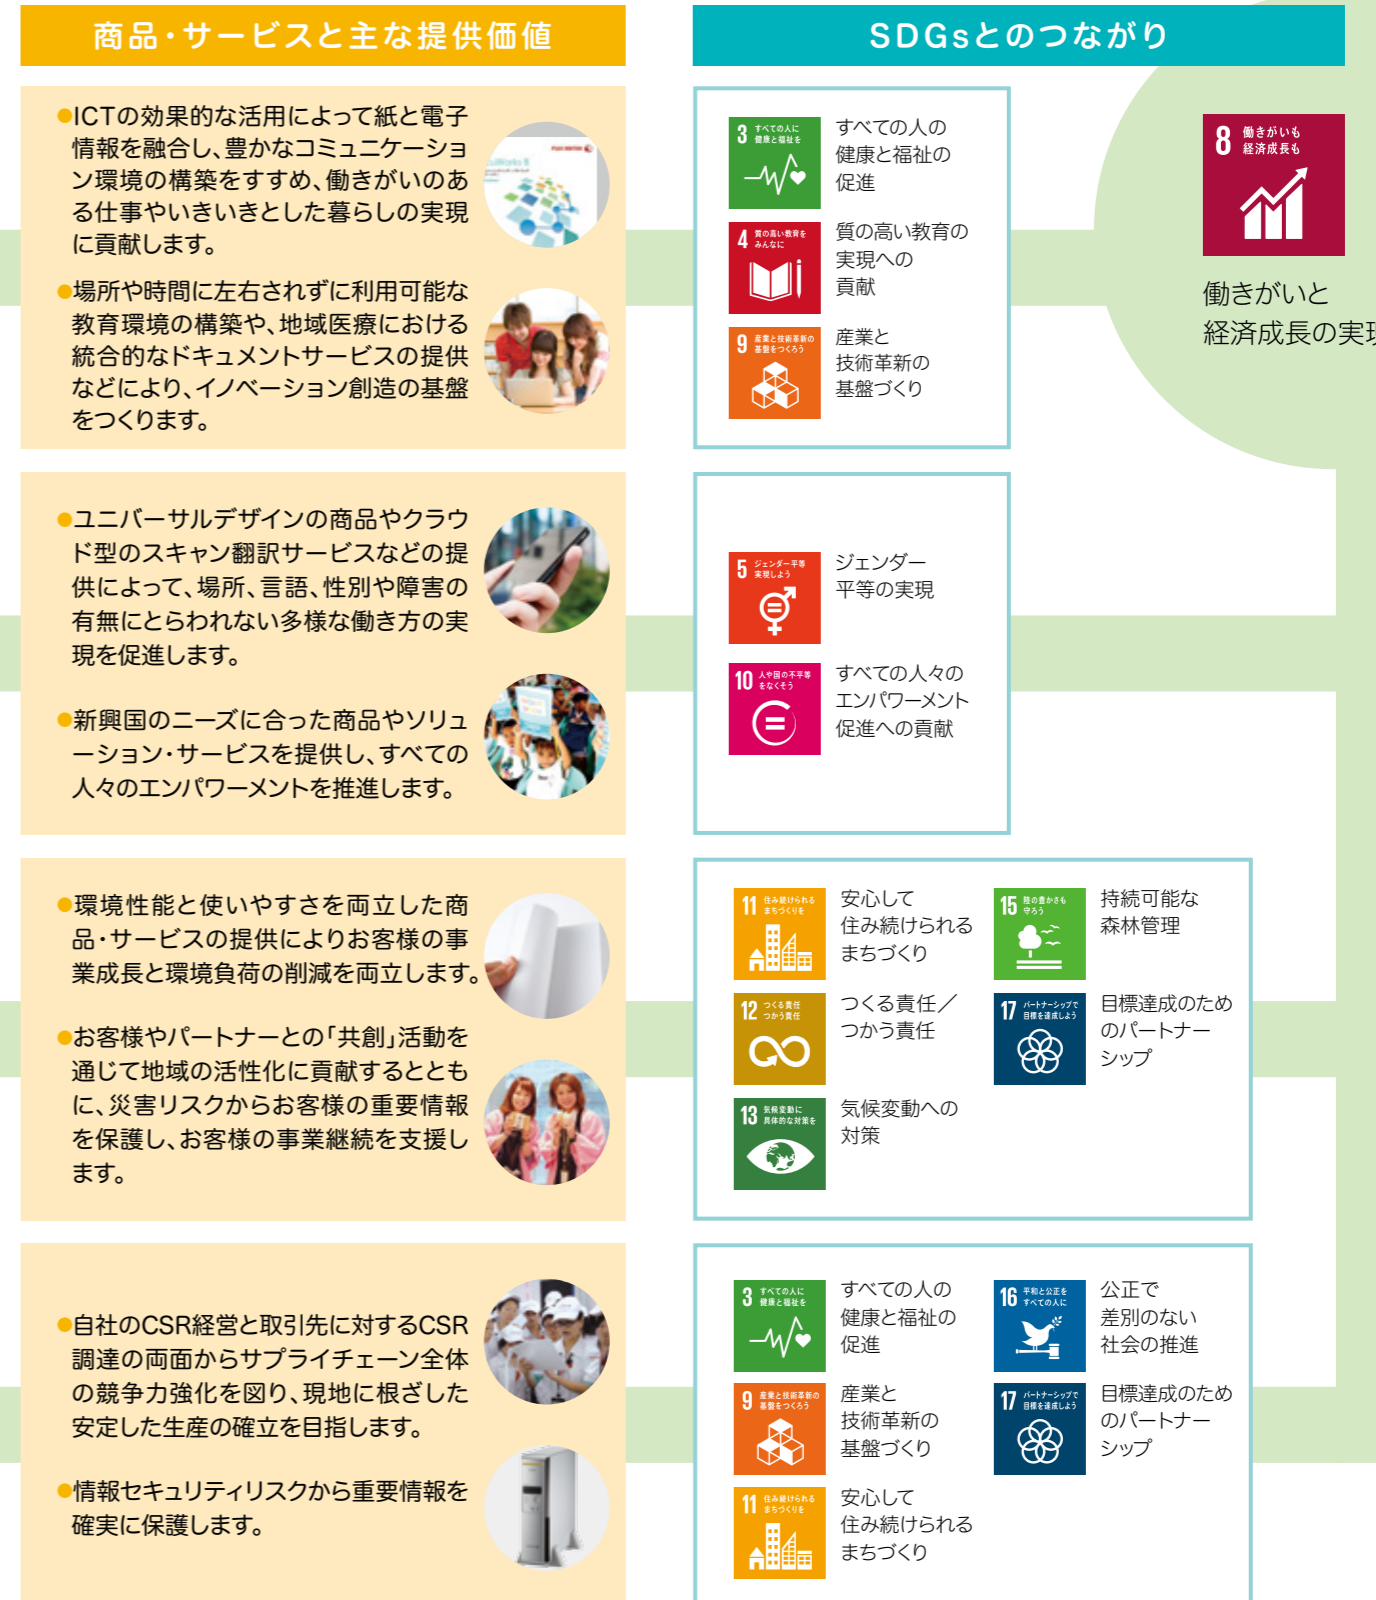 商品・サービスと主な提供価値
SDGsとのつながり
●ICTの効果的な活用によって紙と電子
情報を融合し、豊かなコミュニケーショ
ン環境の構築をすすめ、働きがいのあ
る仕事やいきいきとした暮らしの実現
に貢献します。
●場所や時間に左右されずに利用可能な
教育環境の構築や、地域医療における
統合的なドキュメントサービスの提供
などにより、イノベーション創造の基盤
をつくります。
3 すべての人に
健康と福祉を
すべての人の
健康と福祉の
促進
4 質の高い教育を
みんなに
質の高い教育の
実現への
貢献
9 産業と技術革新の
基盤をつくろう
産業と
技術革新の
基盤づくり
8 働きがいも
経済成長も
働きがいと
経済成長の実現
●ユニバーサルデザインの商品やクラウ
ド型のスキャン翻訳サービスなどの提
供によって、場所、言語、性別や障害の
有無にとらわれない多様な働き方の実
現を促進します。
●新興国のニーズに合った商品やソリュ
ーション・サービスを提供し、すべての
人々のエンパワーメントを推進します。
5 ジェンダー平等
実現しよう
ジェンダー
平等の実現
10 人や国の不平等
をなくそう
すべての人々の
エンパワーメント
促進への貢献
●環境性能と使いやすさを両立した商
品・サービスの提供によりお客様の事
業成長と環境負荷の削減を両立します。
●お客様やパートナーとの「共創」活動を
通じて地域の活性化に貢献するととも
に、災害リスクからお客様の重要情報
を保護し、お客様の事業継続を支援し
ます。
11 住み続けられる
まちづくりを
安心して
住み続けられる
まちづくり
12 つくる責任
つかう責任
つくる責任／
つかう責任
13 気候変動に
具体的な対策を
気候変動への
対策
15 陸の豊かさも
守ろう
持続可能な
森林管理
17 パートナーシップで
目標を達成しよう
目標達成のため
のパートナー
シップ
●自社のCSR経営と取引先に対するCSR
調達の両面からサプライチェーン全体
の競争力強化を図り、現地に根ざした
安定した生産の確立を目指します。
●情報セキュリティリスクから重要情報を
確実に保護します。
3 すべての人に
健康と福祉を
すべての人の
健康と福祉の
促進
9 産業と技術革新の
基盤をつくろう
産業と
技術革新の
基盤づくり
11 住み続けられる
まちづくりを
安心して
住み続けられる
まちづくり
16 平和と公正を
すべての人に
公正で
差別のない
社会の推進
17 パートナーシップで
目標を達成しよう
目標達成のため
のパートナー
シップ